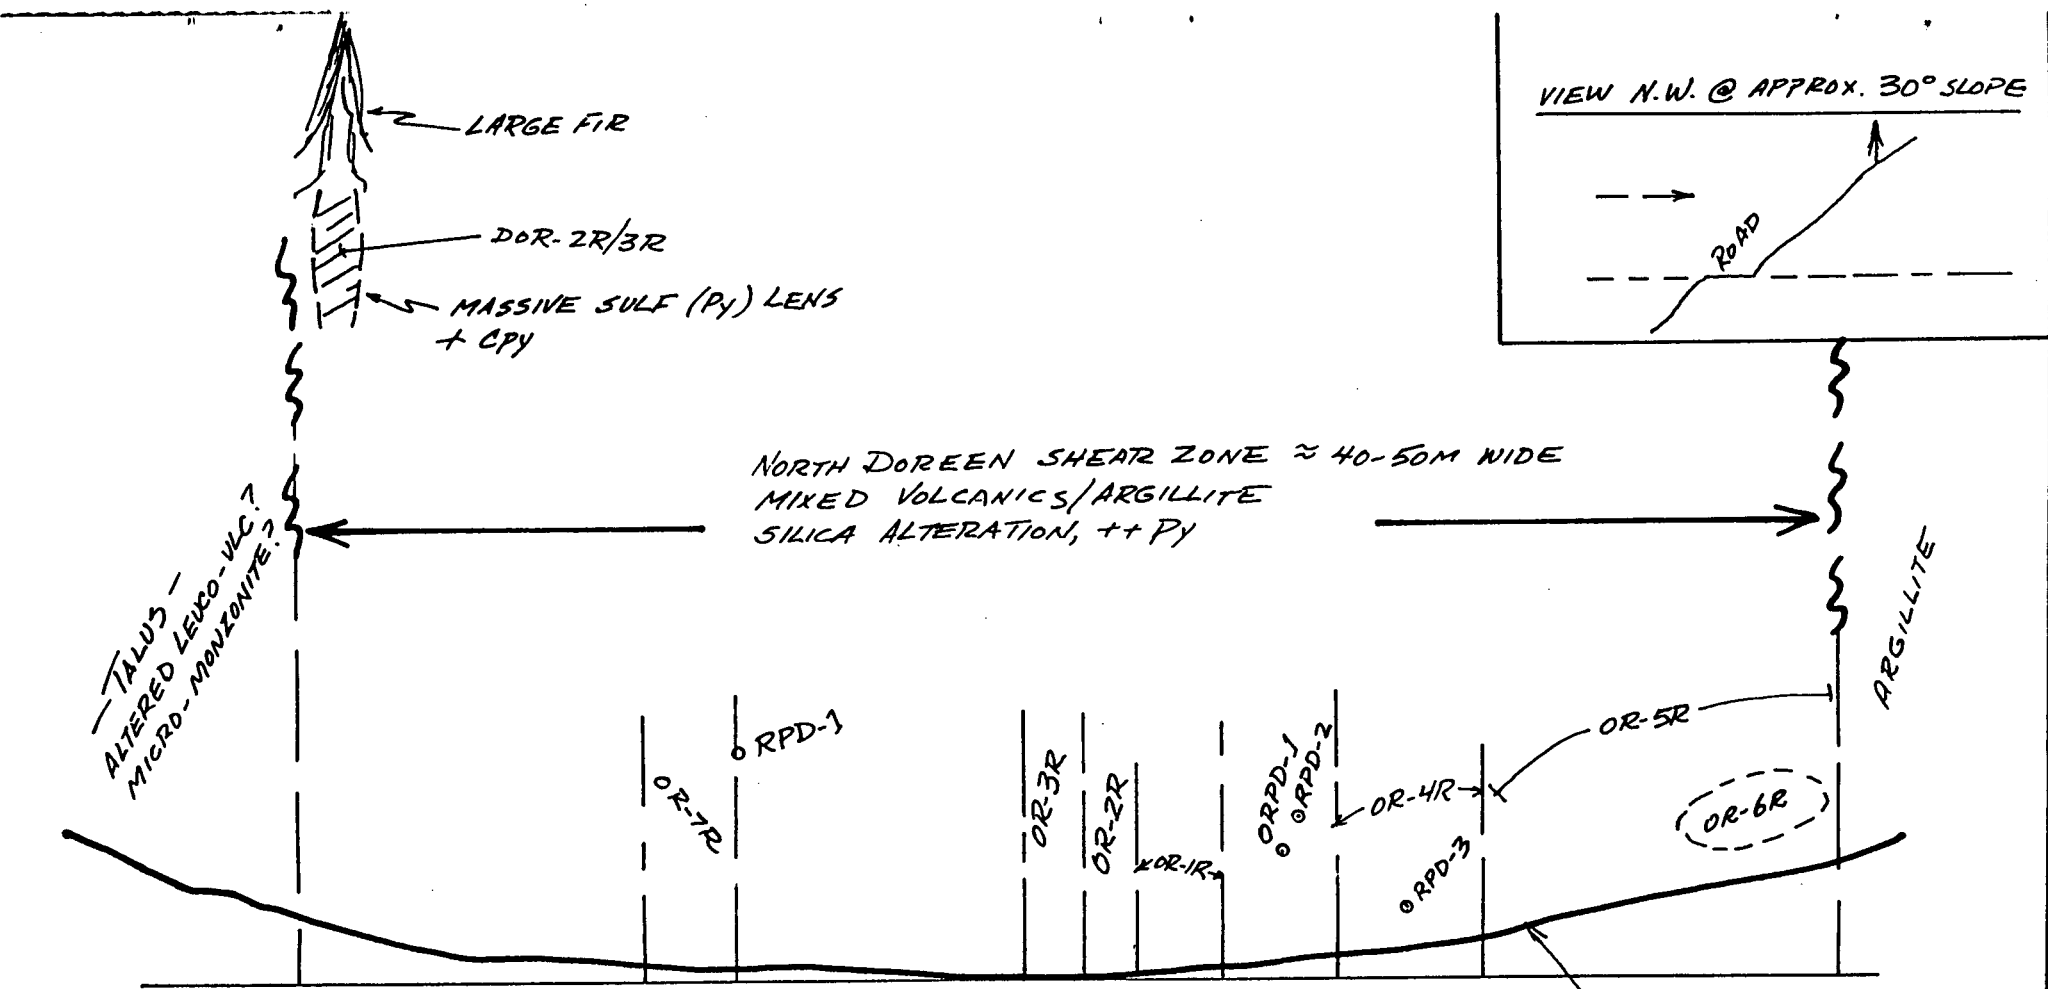 VIEW N.W. @ APPROX. 30° SLOPE
ROAD
LARGE FIR
DOR-2R/3R
MASSIVE SULF (Py) LENS
+ CPy
NORTH DOREEN SHEAR ZONE ≈ 40-50M WIDE
MIXED VOLCANICS/ARGILLITE
SILICA ALTERATION, ++ Py
-TALUS-
ALTERED LEUCO-VLC?
MICRO-MONZONITE?
ARGILLITE
OR-7R
RPD-1
OR-3R
OR-2R
OR-1R
ORPD-1
RPD-2
OR-4R
RPD-3
OR-5R
OR-6R